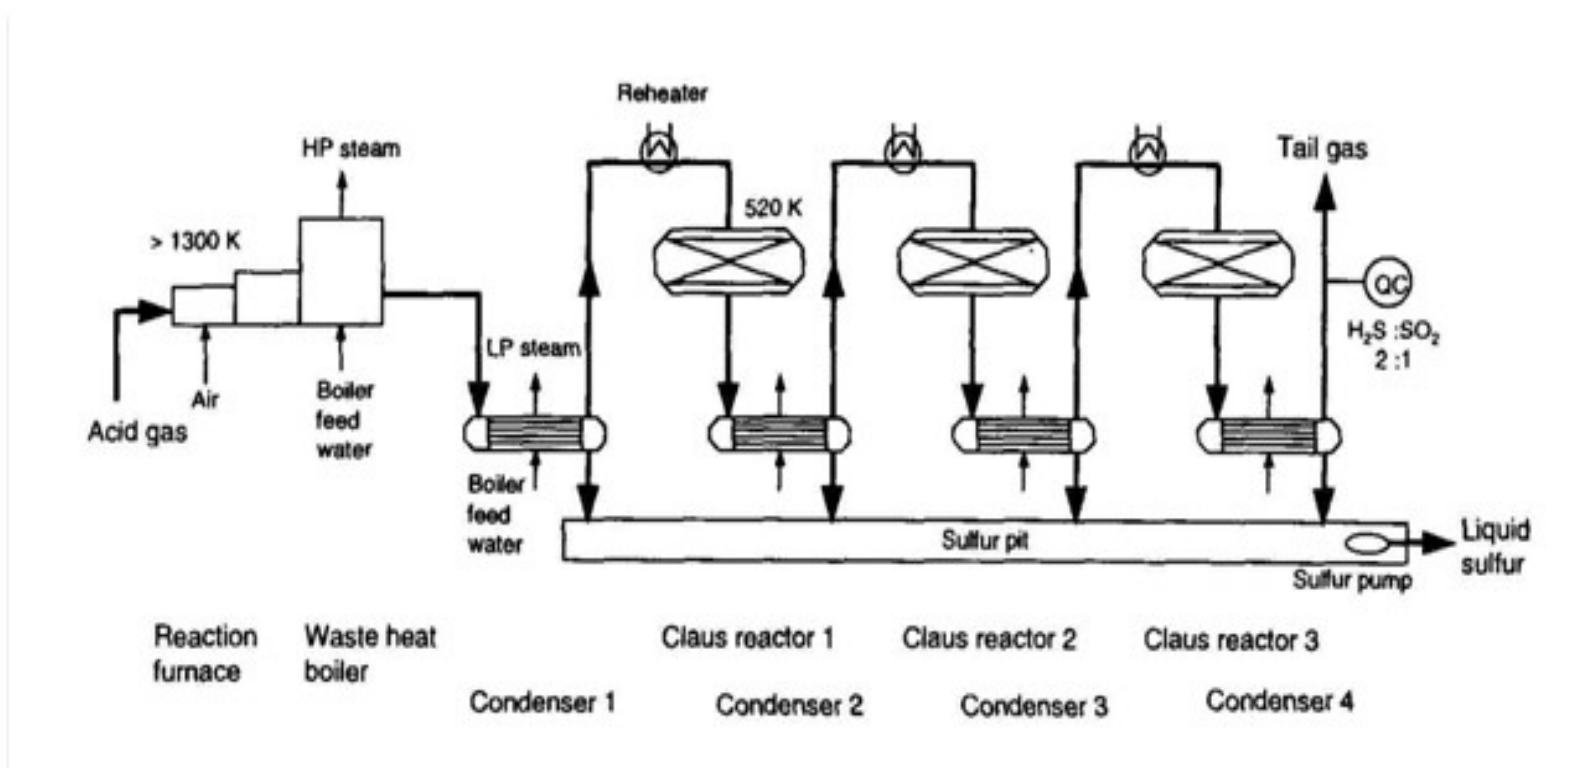 Reheater
HP steam
Tail gas
> 1300 K
520 K
QC
H₂S :SO₂
2 :1
LP steam
Air
Boiler
feed
water
Acid gas
Boiler
feed
water
Sulfur pit
Liquid
sulfur
Sulfur pump
Reaction
furnace
Waste heat
boiler
Claus reactor 1
Claus reactor 2
Claus reactor 3
Condenser 1
Condenser 2
Condenser 3
Condenser 4